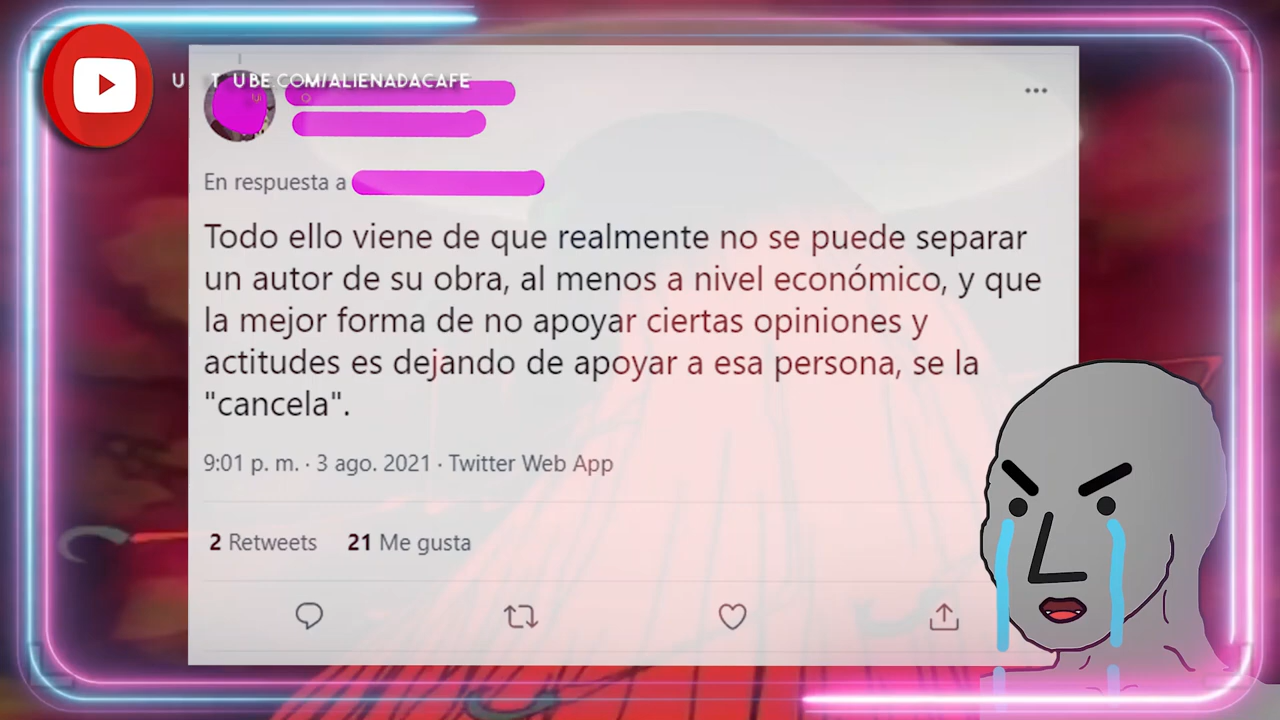 U T UBE.COM/ALIENADACAFE
En respuesta a
Todo ello viene de que realmente no se puede separar
un autor de su obra, al menos a nivel económico, y que
la mejor forma de no apoyar ciertas opiniones y
actitudes es dejando de apoyar a esa persona, se la
"cancela".
9:01 p. m. · 3 ago. 2021 · Twitter Web App
2 Retweets 21 Me gusta